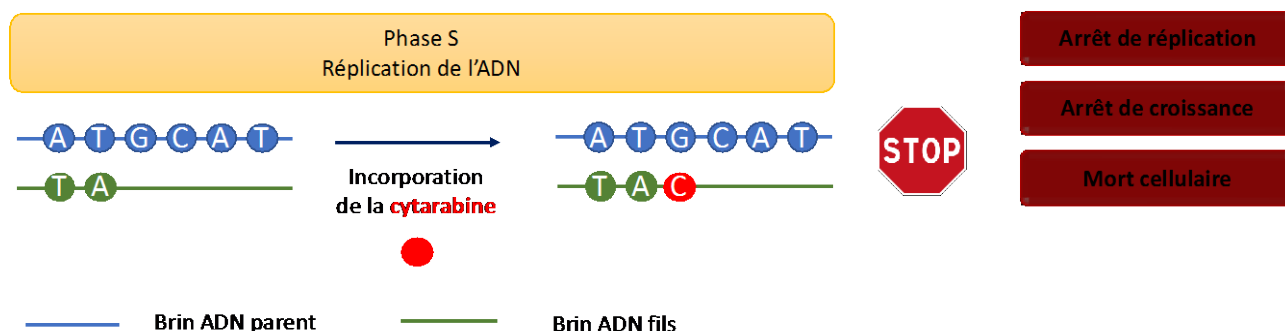 Phase S
Réplication de l'ADN
Arrêt de réplication
Arrêt de croissance
Mort cellulaire
A T G C A T
T A
Incorporation
de la cytarabine
A T G C A T
T A C
STOP
Brin ADN parent
Brin ADN fils